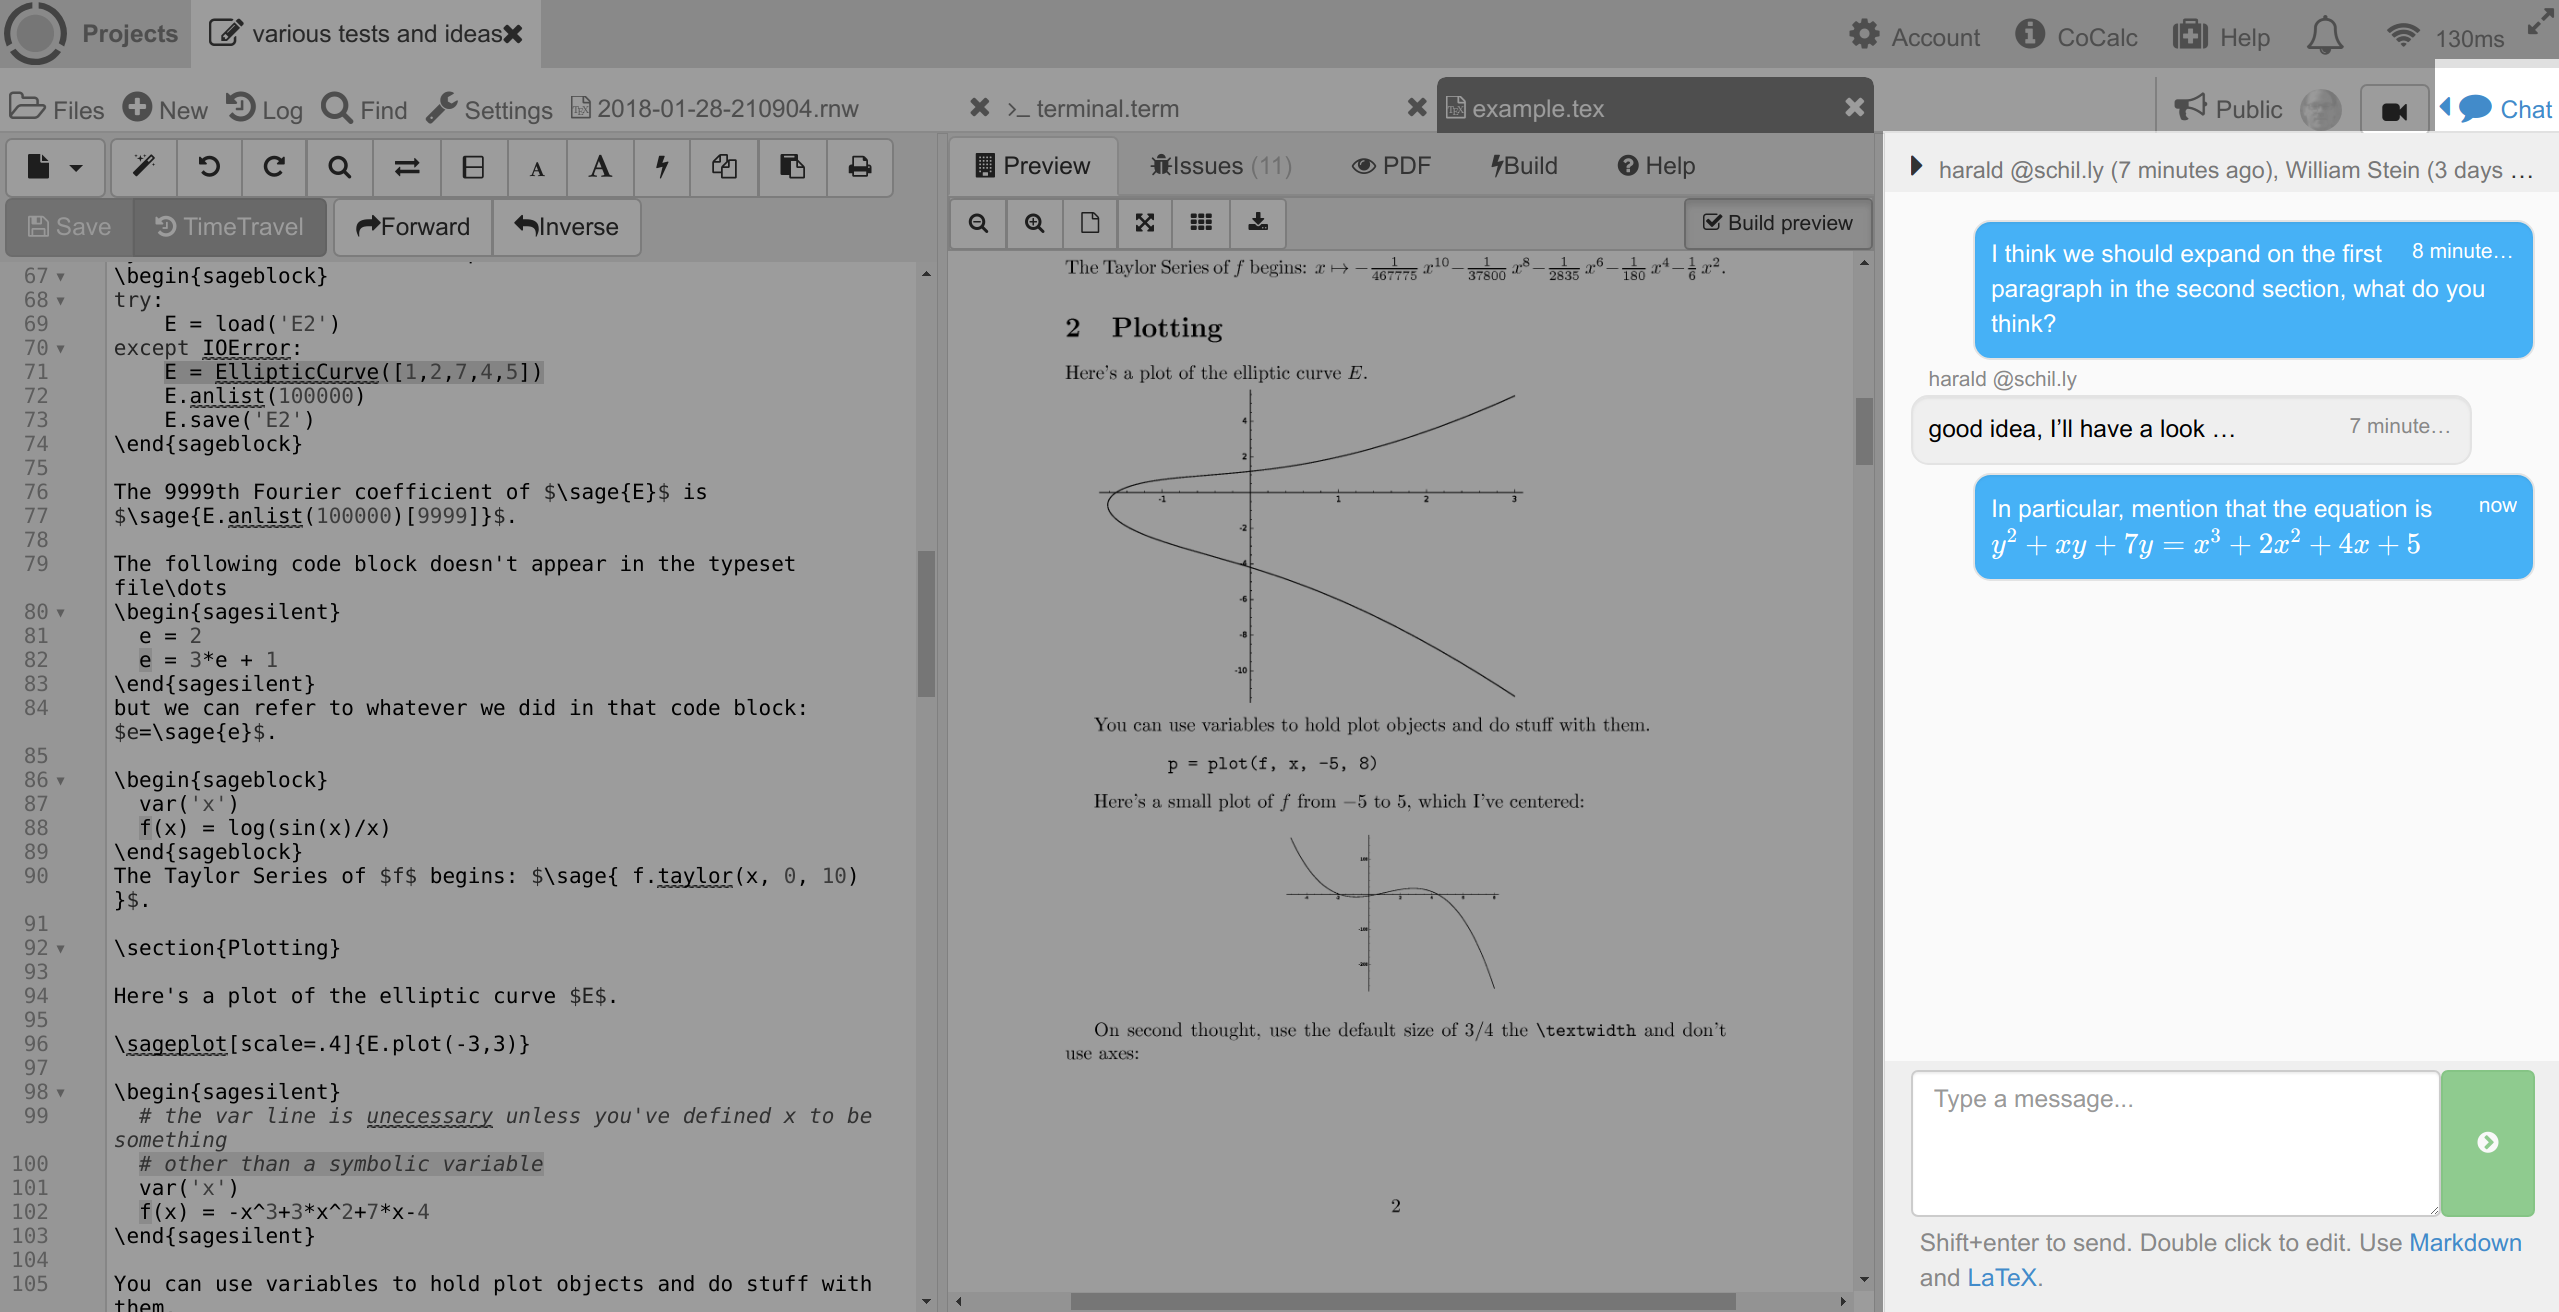 Projects
various tests and ideas
Account
CoCalc
Help
130ms
Files
New
Log
Find
Settings
2018-01-28-210904.rnw
>_ terminal.term
example.tex
Public
Chat
Save
TimeTravel
Forward
Inverse
67 \begin{sageblock}
68 try:
69 E = load('E2')
70 except IOError:
71 E = EllipticCurve([1,2,7,4,5])
72 E.anlist(100000)
73 E.save('E2')
74 \end{sageblock}
75
76 The 9999th Fourier coefficient of $\sage{E}$ is
77 $\sage{E.anlist(100000)[9999]}$.
78
79 The following code block doesn't appear in the typeset
file\dots
80 \begin{sagesilent}
81 e = 2
82 e = 3*e + 1
83 \end{sagesilent}
84 but we can refer to whatever we did in that code block:
$e=\sage{e}$.
85
86 \begin{sageblock}
87 var('x')
88 f(x) = log(sin(x)/x)
89 \end{sageblock}
90 The Taylor Series of $f$ begins: $\sage{ f.taylor(x, 0, 10)
}$.
91
92 \section{Plotting}
93
94 Here's a plot of the elliptic curve $E$.
95
96 \sageplot[scale=.4]{E.plot(-3,3)}
97
98 \begin{sagesilent}
99 # the var line is unecessary unless you've defined x to be
something
100 # other than a symbolic variable
101 var('x')
102 f(x) = -x^3+3*x^2+7*x-4
103 \end{sagesilent}
104
105 You can use variables to hold plot objects and do stuff with
them.
Preview
Issues (11)
PDF
Build
Help
Build preview
The Taylor Series of f begins: x ↦ −1/467775 x^10 − 1/37800 x^8 − 1/2835 x^6 − 1/180 x^4 − 1/6 x^2.
2 Plotting
Here's a plot of the elliptic curve E.
4
2
-1 1 2 3
-2
-4
-6
-8
-10
You can use variables to hold plot objects and do stuff with them.
p = plot(f, x, -5, 8)
Here's a small plot of f from −5 to 5, which I've centered:
On second thought, use the default size of 3/4 the \textwidth and don't
use axes:
2
harald @schil.ly (7 minutes ago), William Stein (3 days …
I think we should expand on the first 8 minute…
paragraph in the second section, what do you
think?
harald @schil.ly
good idea, I'll have a look … 7 minute…
In particular, mention that the equation is now
y² + xy + 7y = x³ + 2x² + 4x + 5
Type a message...
Shift+enter to send. Double click to edit. Use Markdown
and LaTeX.